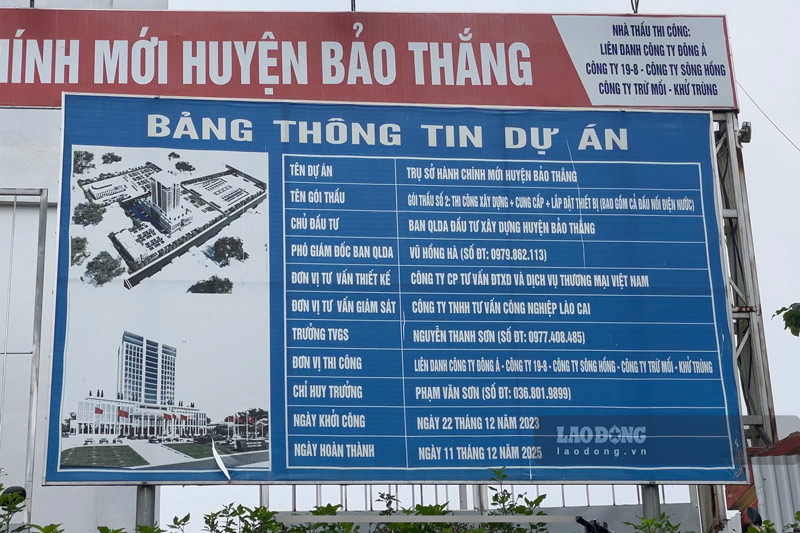 HÍNH MỚI HUYỆN BẢO THẮNG
NHÀ THẦU THI CÔNG:
LIÊN DANH CÔNG TY ĐÔNG Á
CÔNG TY 19-8 - CÔNG TY SÔNG HỒNG
CÔNG TY TRỪ MỐI - KHỬ TRÙNG
BẢNG THÔNG TIN DỰ ÁN
TÊN DỰ ÁN TRỤ SỞ HÀNH CHÍNH MỚI HUYỆN BẢO THẮNG
TÊN GÓI THẦU GÓI THẦU SỐ 2: THI CÔNG XÂY DỰNG + CUNG CẤP + LẮP ĐẶT THIẾT BỊ (BAO GỒM CẢ ĐẤU NỐI ĐIỆN NƯỚC)
CHỦ ĐẦU TƯ BAN QLDA ĐẦU TƯ XÂY DỰNG HUYỆN BẢO THẮNG
PHÓ GIÁM ĐỐC BAN QLDA VŨ HỒNG HÀ (SỐ ĐT: 0979.862.113)
ĐƠN VỊ TƯ VẤN THIẾT KẾ CÔNG TY CP TƯ VẤN ĐTXD VÀ DỊCH VỤ THƯƠNG MẠI VIỆT NAM
ĐƠN VỊ TƯ VẤN GIÁM SÁT CÔNG TY TNHH TƯ VẤN CÔNG NGHIỆP LÀO CAI
TRƯỞNG TVGS NGUYỄN THANH SƠN (SỐ ĐT: 0977.408.485)
ĐƠN VỊ THI CÔNG LIÊN DANH CÔNG TY ĐÔNG Á - CÔNG TY 19-8 - CÔNG TY SÔNG HỒNG - CÔNG TY TRỪ MỐI - KHỬ TRÙNG
CHỈ HUY TRƯỞNG PHẠM VĂN SƠN (SỐ ĐT: 036.801.9899)
NGÀY KHỞI CÔNG NGÀY 22 THÁNG 12 NĂM 2023
NGÀY HOÀN THÀNH NGÀY 11 THÁNG 12 NĂM 2025
LAO ĐỘNG
laodong.vn